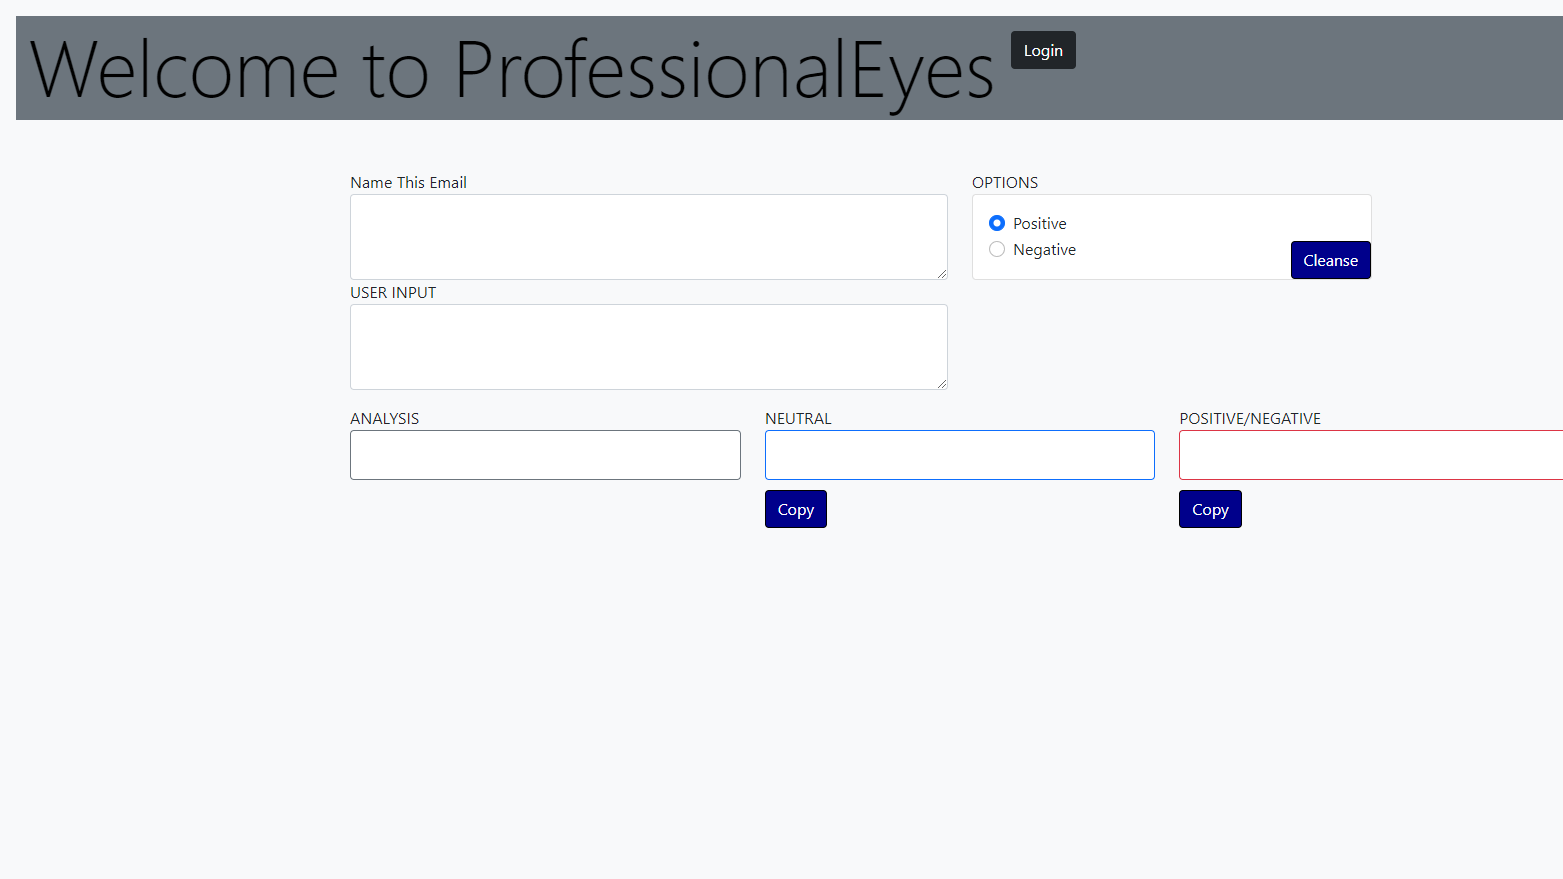 Welcome to ProfessionalEyes
Login
Name This Email
OPTIONS
Positive
Negative
Cleanse
USER INPUT
ANALYSIS
NEUTRAL
POSITIVE/NEGATIVE
Copy
Copy